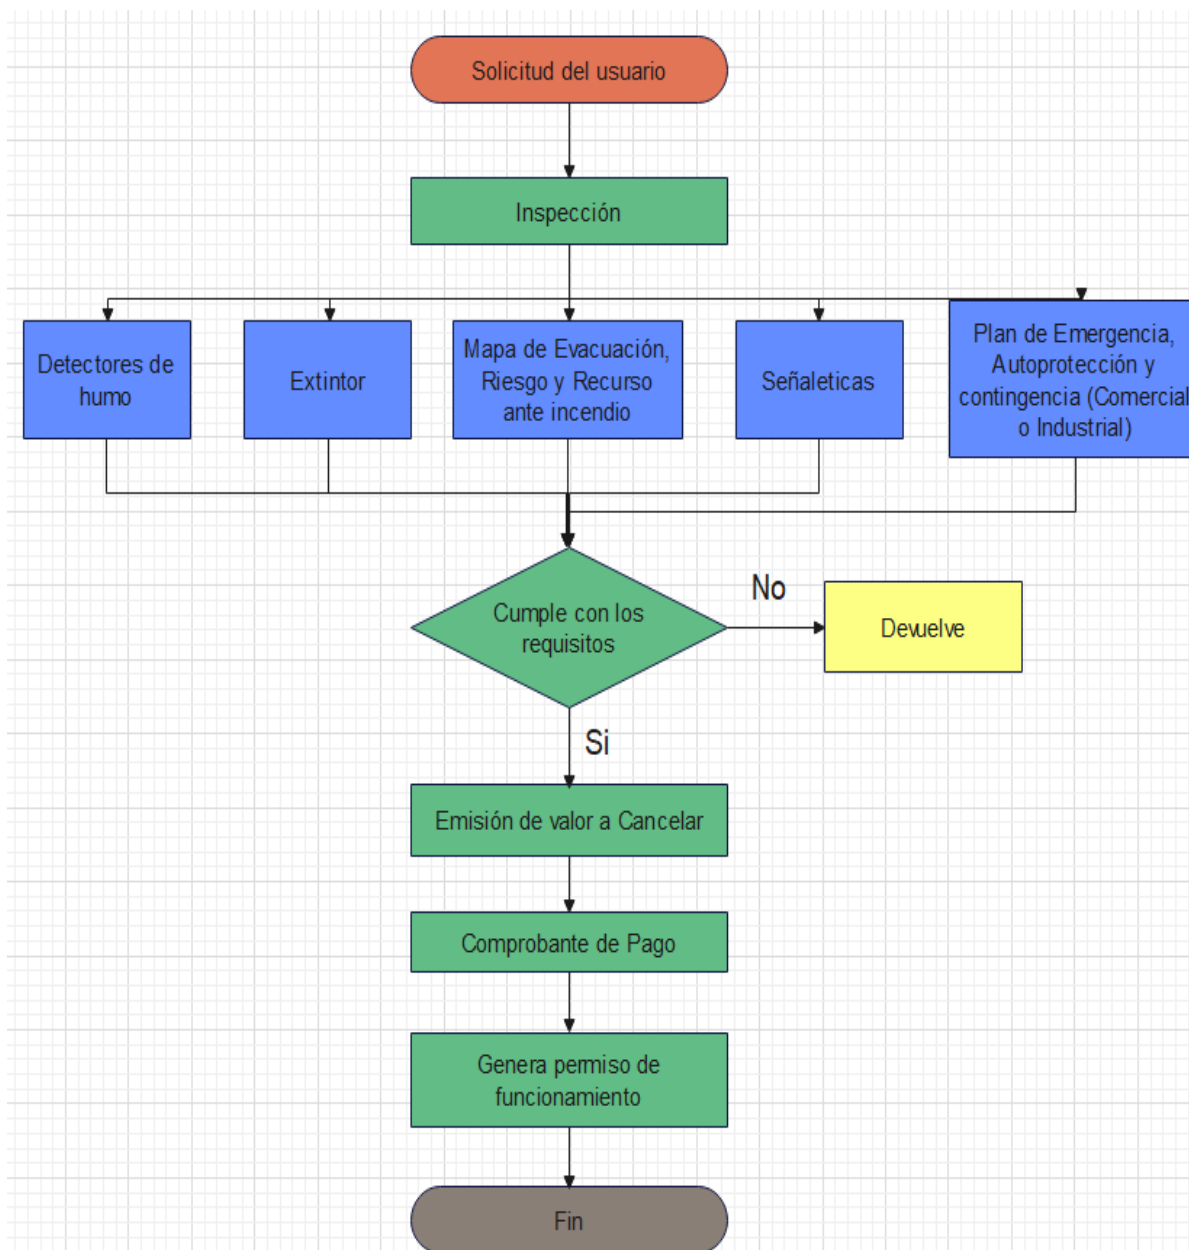 Solicitud del usuario
Inspección
Detectores de
humo
Extintor
Mapa de Evacuación,
Riesgo y Recurso
ante incendio
Señaleticas
Plan de Emergencia,
Autoprotección y
contingencia (Comercial
o Industrial)
Cumple con los
requisitos
No
Devuelve
Si
Emisión de valor a Cancelar
Comprobante de Pago
Genera permiso de
funcionamiento
Fin